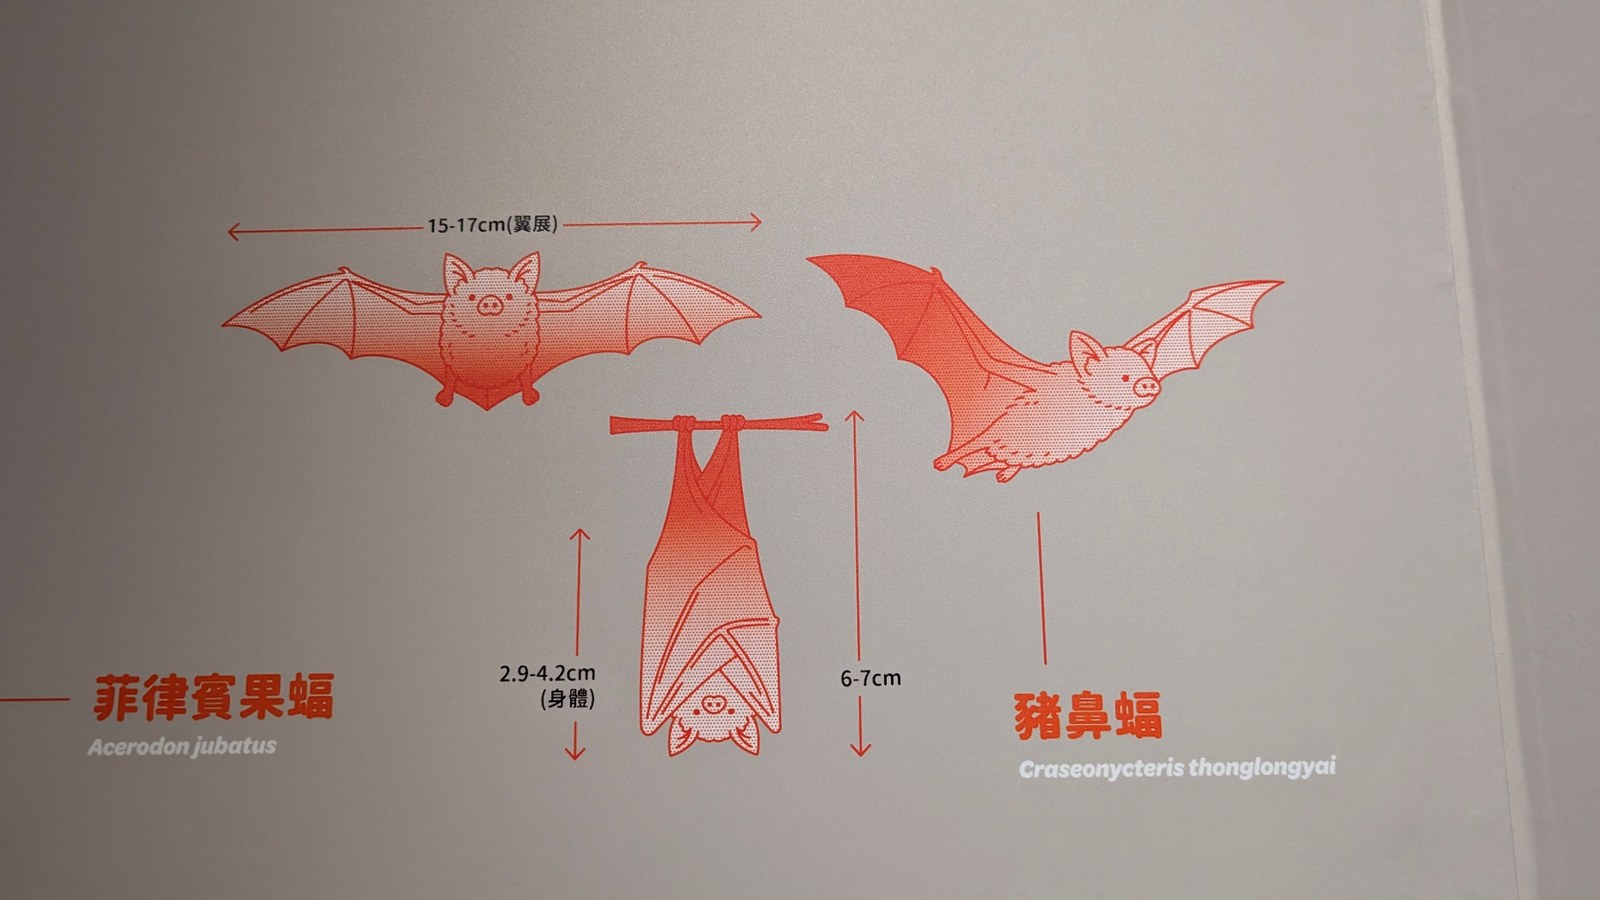 15-17cm(翼展)
2.9-4.2cm
(身體)
6-7cm
菲律賓果蝠
Acerodon jubatus
豬鼻蝠
Craseonycteris thonglongyai